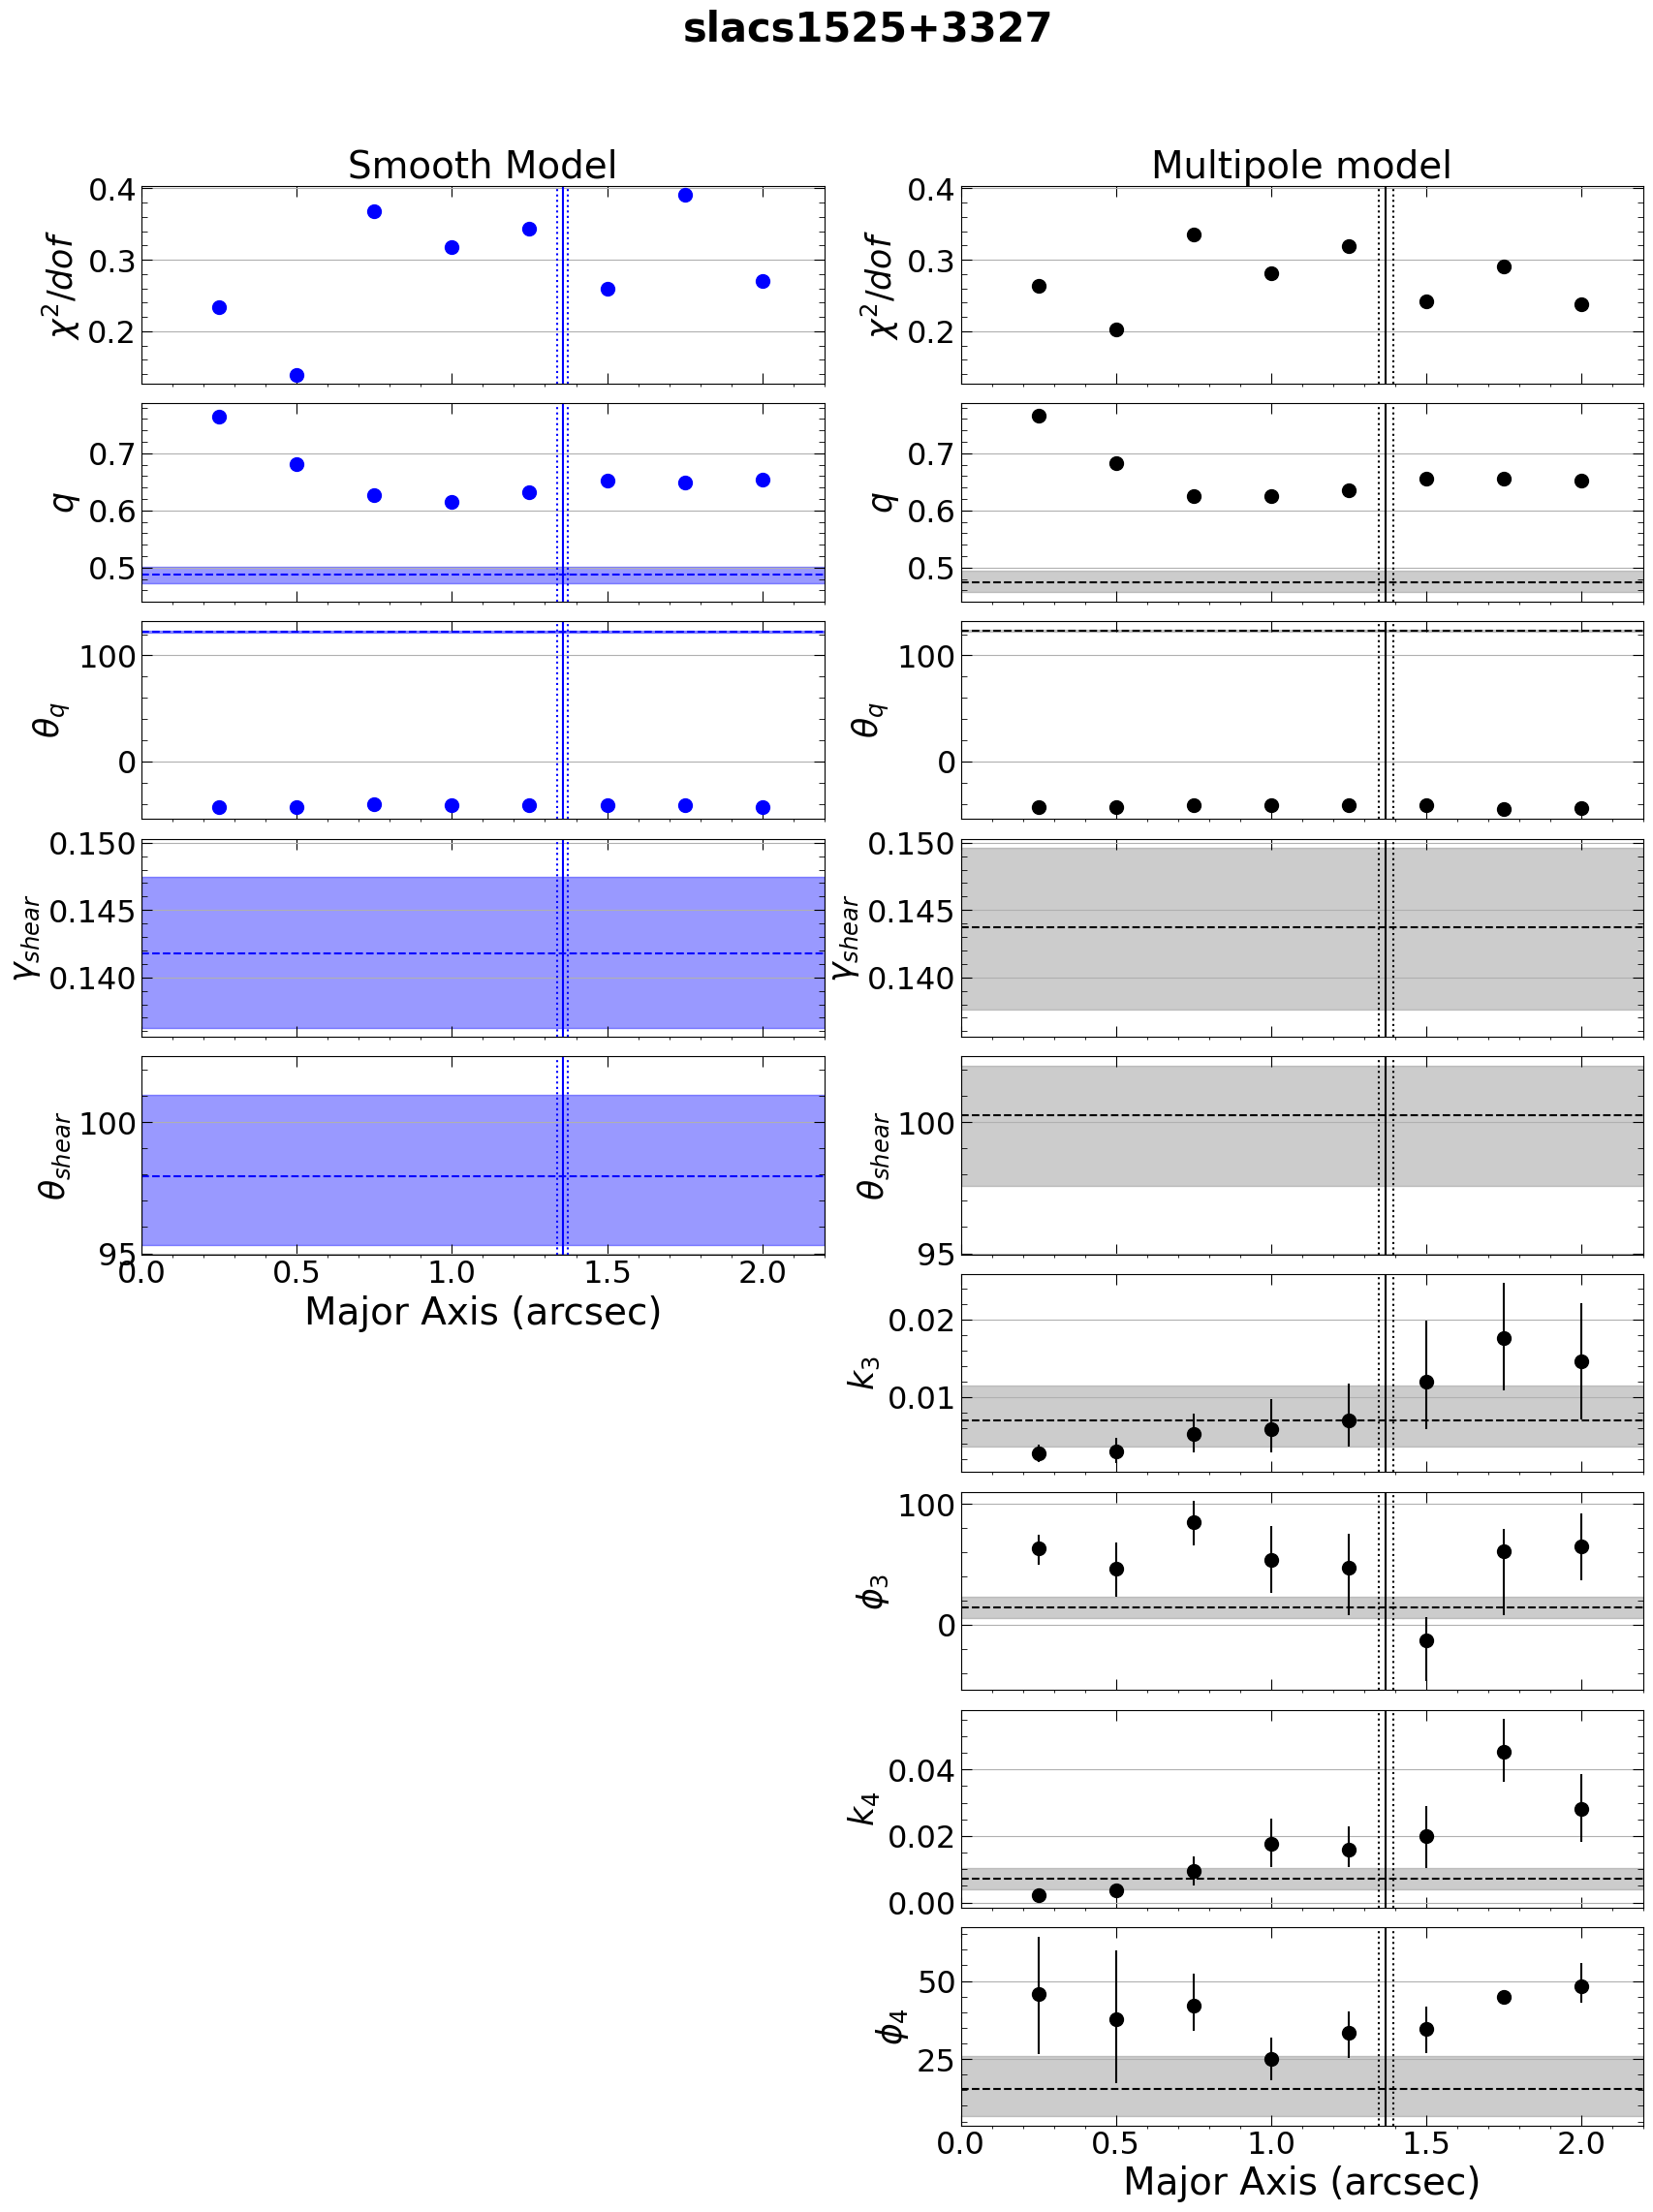 slacs1525+3327
Smooth Model
Multipole model
χ²/dof
0.4
0.3
0.2
χ²/dof
0.4
0.3
0.2
q
0.7
0.6
0.5
q
0.7
0.6
0.5
θq
100
0
θq
100
0
γshear
0.150
0.145
0.140
γshear
0.150
0.145
0.140
θshear
100
95
θshear
100
95
0.0 0.5 1.0 1.5 2.0
Major Axis (arcsec)
k3
0.02
0.01
ϕ3
100
0
k4
0.04
0.02
0.00
ϕ4
50
25
0.0 0.5 1.0 1.5 2.0
Major Axis (arcsec)